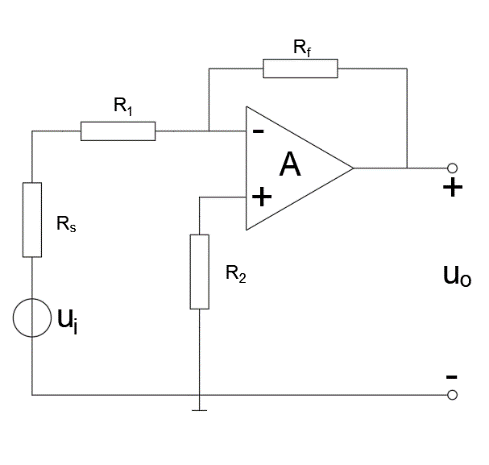 Rf
R1
-
A
+
+
Rs
R2
uo
ui
-